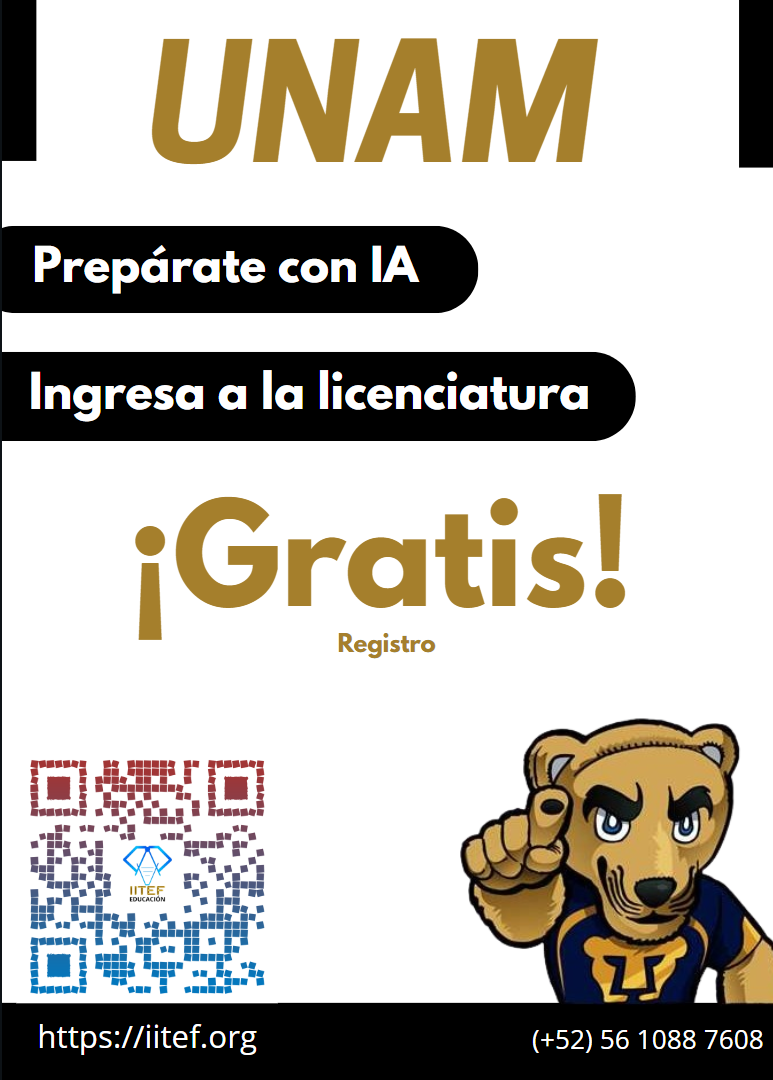 UNAM
Prepárate con IA
Ingresa a la licenciatura
¡Gratis!
Registro
IITEF
EDUCACIÓN
https://iitef.org
(+52) 56 1088 7608